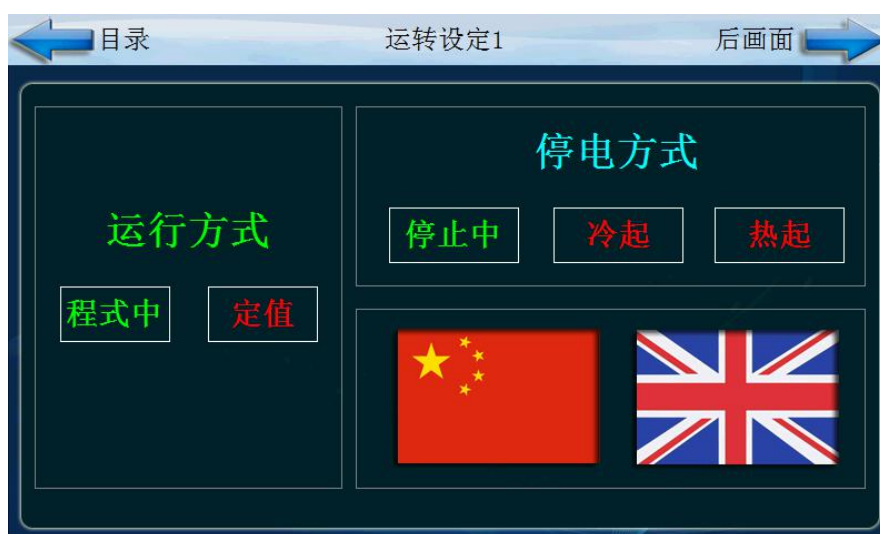 目录 运转设定1 后画面
运行方式
程式中 定值
停电方式
停止中 冷起 热起